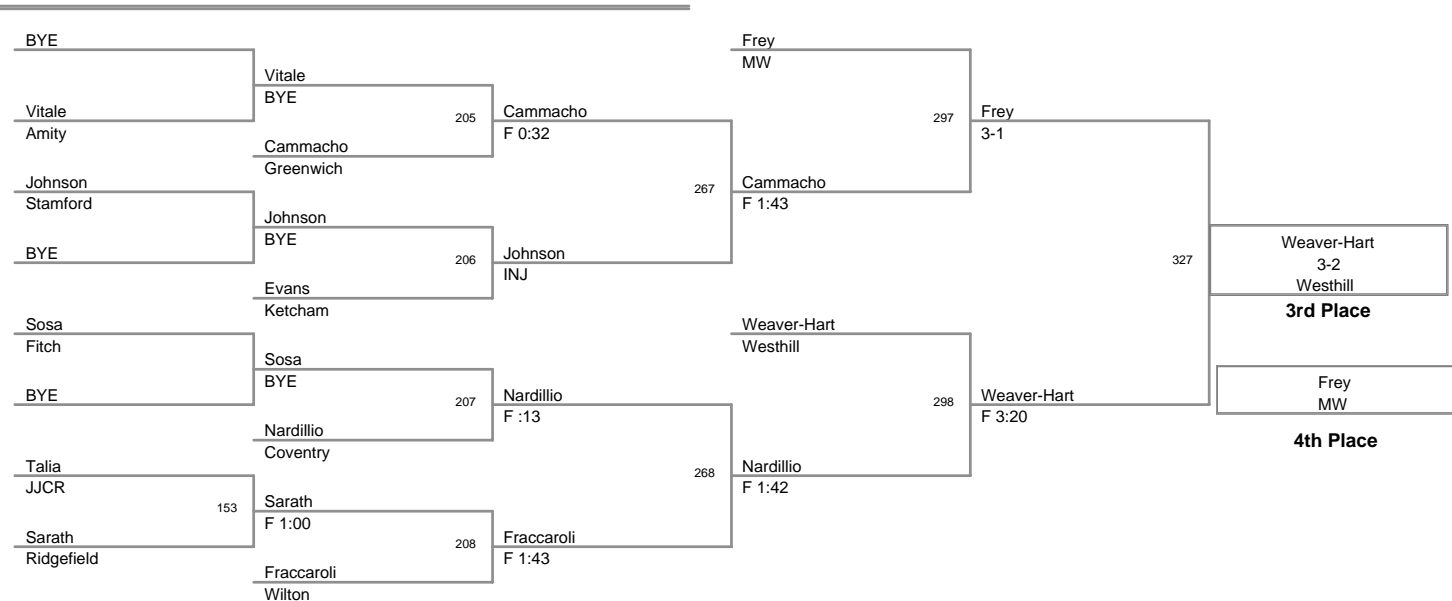 BYE
Vitale
Amity
Johnson
Stamford
BYE
Sosa
Fitch
BYE
Talia
JJCR
153
Sarath
Ridgefield
Vitale
BYE
205
Cammacho
Greenwich
Johnson
BYE
206
Evans
Ketcham
Sosa
BYE
207
Nardillio
Coventry
Sarath
F 1:00
208
Fraccaroli
Wilton
Cammacho
F 0:32
267
Johnson
INJ
Nardillio
F :13
268
Fraccaroli
F 1:43
Frey
MW
297
Cammacho
F 1:43
Weaver-Hart
Westhill
298
Nardillio
F 1:42
Frey
3-1
327
Weaver-Hart
F 3:20
Weaver-Hart
3-2
Westhill
3rd Place
Frey
MW
4th Place